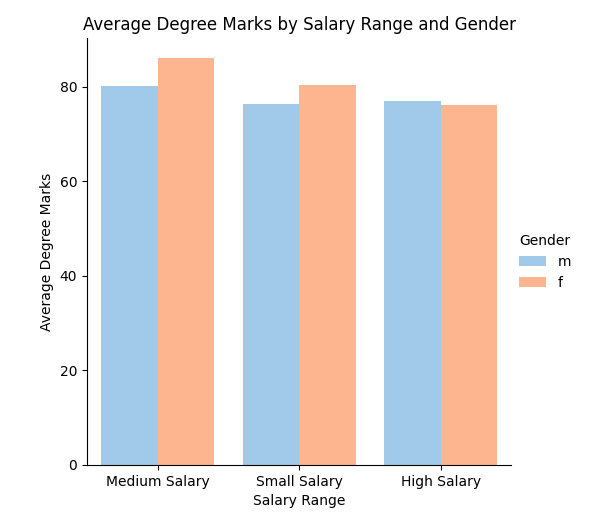 Average Degree Marks by Salary Range and Gender
80
60
40
20
0
Average Degree Marks
Medium Salary
Small Salary
High Salary
Salary Range
Gender
m
f